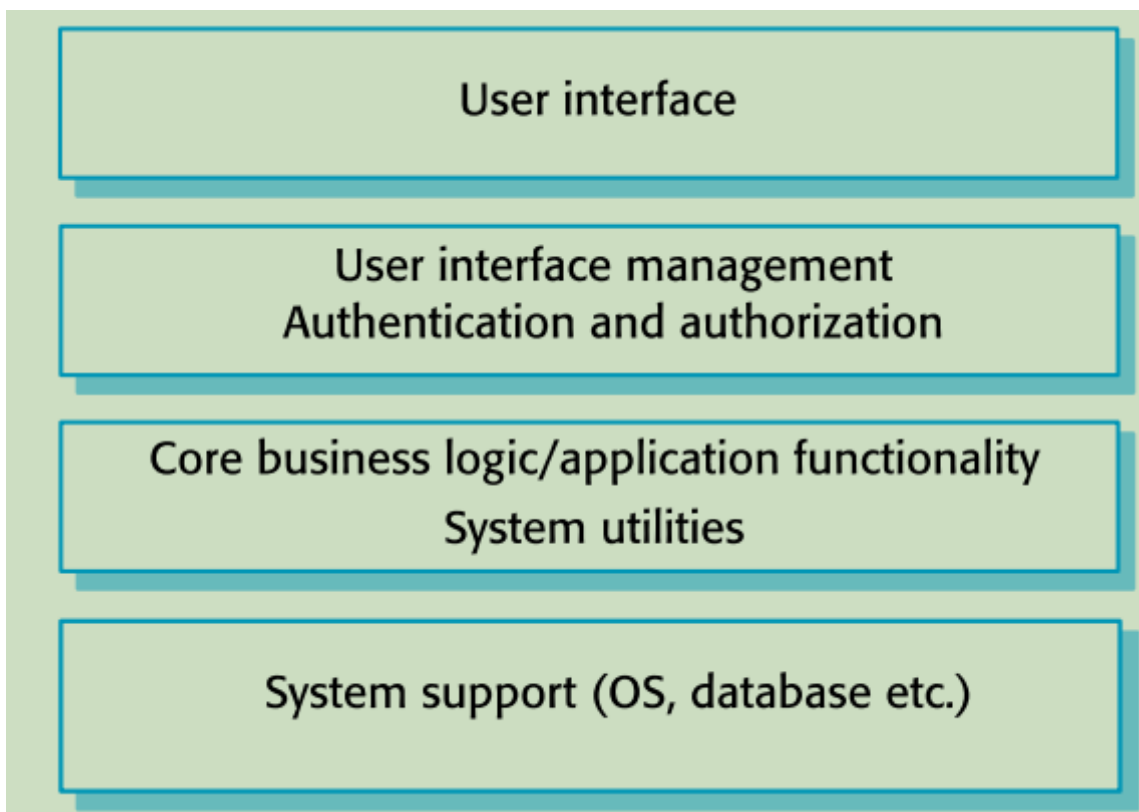 User interface
User interface management
Authentication and authorization
Core business logic/application functionality
System utilities
System support (OS, database etc.)